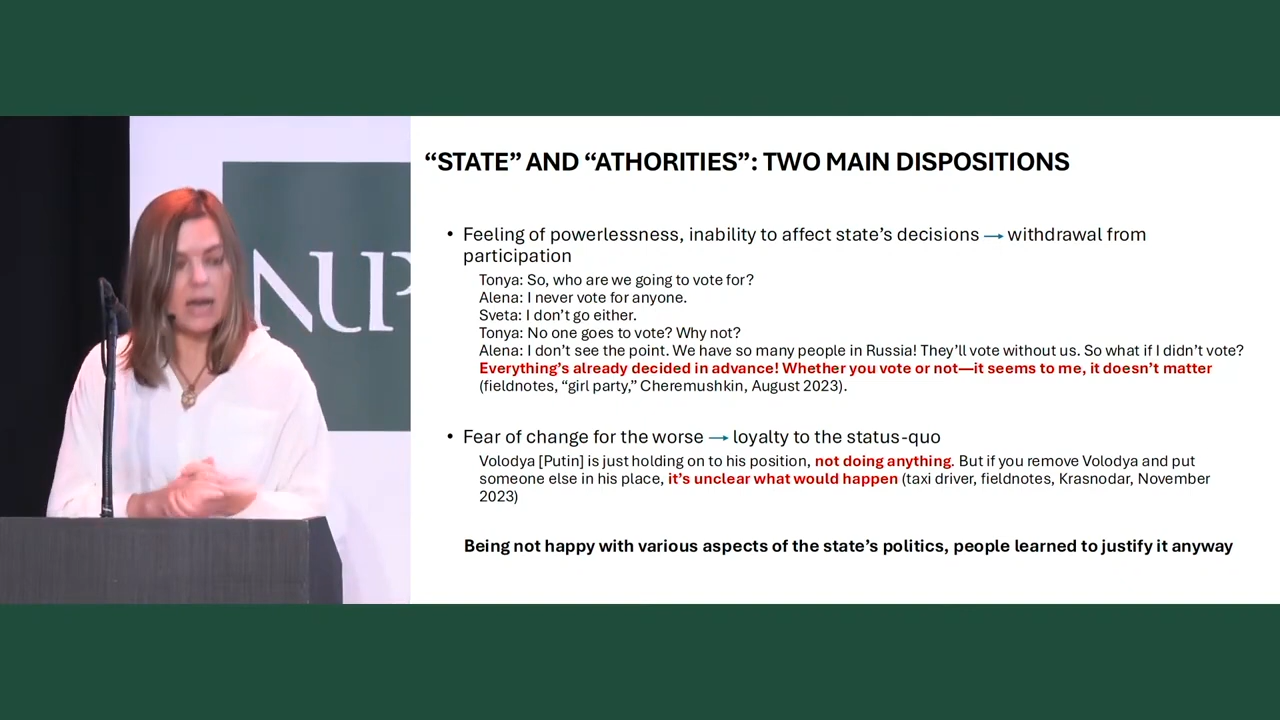 NUP
“STATE” AND “ATHORITIES”: TWO MAIN DISPOSITIONS
• Feeling of powerlessness, inability to affect state’s decisions → withdrawal from
participation
Tonya: So, who are we going to vote for?
Alena: I never vote for anyone.
Sveta: I don’t go either.
Tonya: No one goes to vote? Why not?
Alena: I don’t see the point. We have so many people in Russia! They’ll vote without us. So what if I didn’t vote?
Everything’s already decided in advance! Whether you vote or not—it seems to me, it doesn’t matter
(fieldnotes, “girl party,” Cheremushkin, August 2023).
• Fear of change for the worse → loyalty to the status-quo
Volodya [Putin] is just holding on to his position, not doing anything. But if you remove Volodya and put
someone else in his place, it’s unclear what would happen (taxi driver, fieldnotes, Krasnodar, November
2023)
Being not happy with various aspects of the state’s politics, people learned to justify it anyway